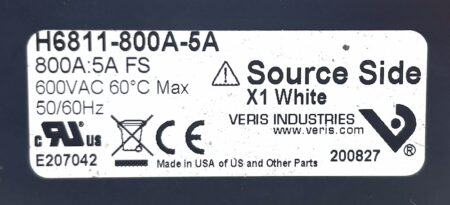 H6811-800A-5A
800A:5A FS
600VAC 60°C Max
50/60Hz
⚠ Source Side
X1 White
VERIS INDUSTRIES
www.veris.com
c RU us
E207042
CE
Made in USA of US and Other Parts
200827
®